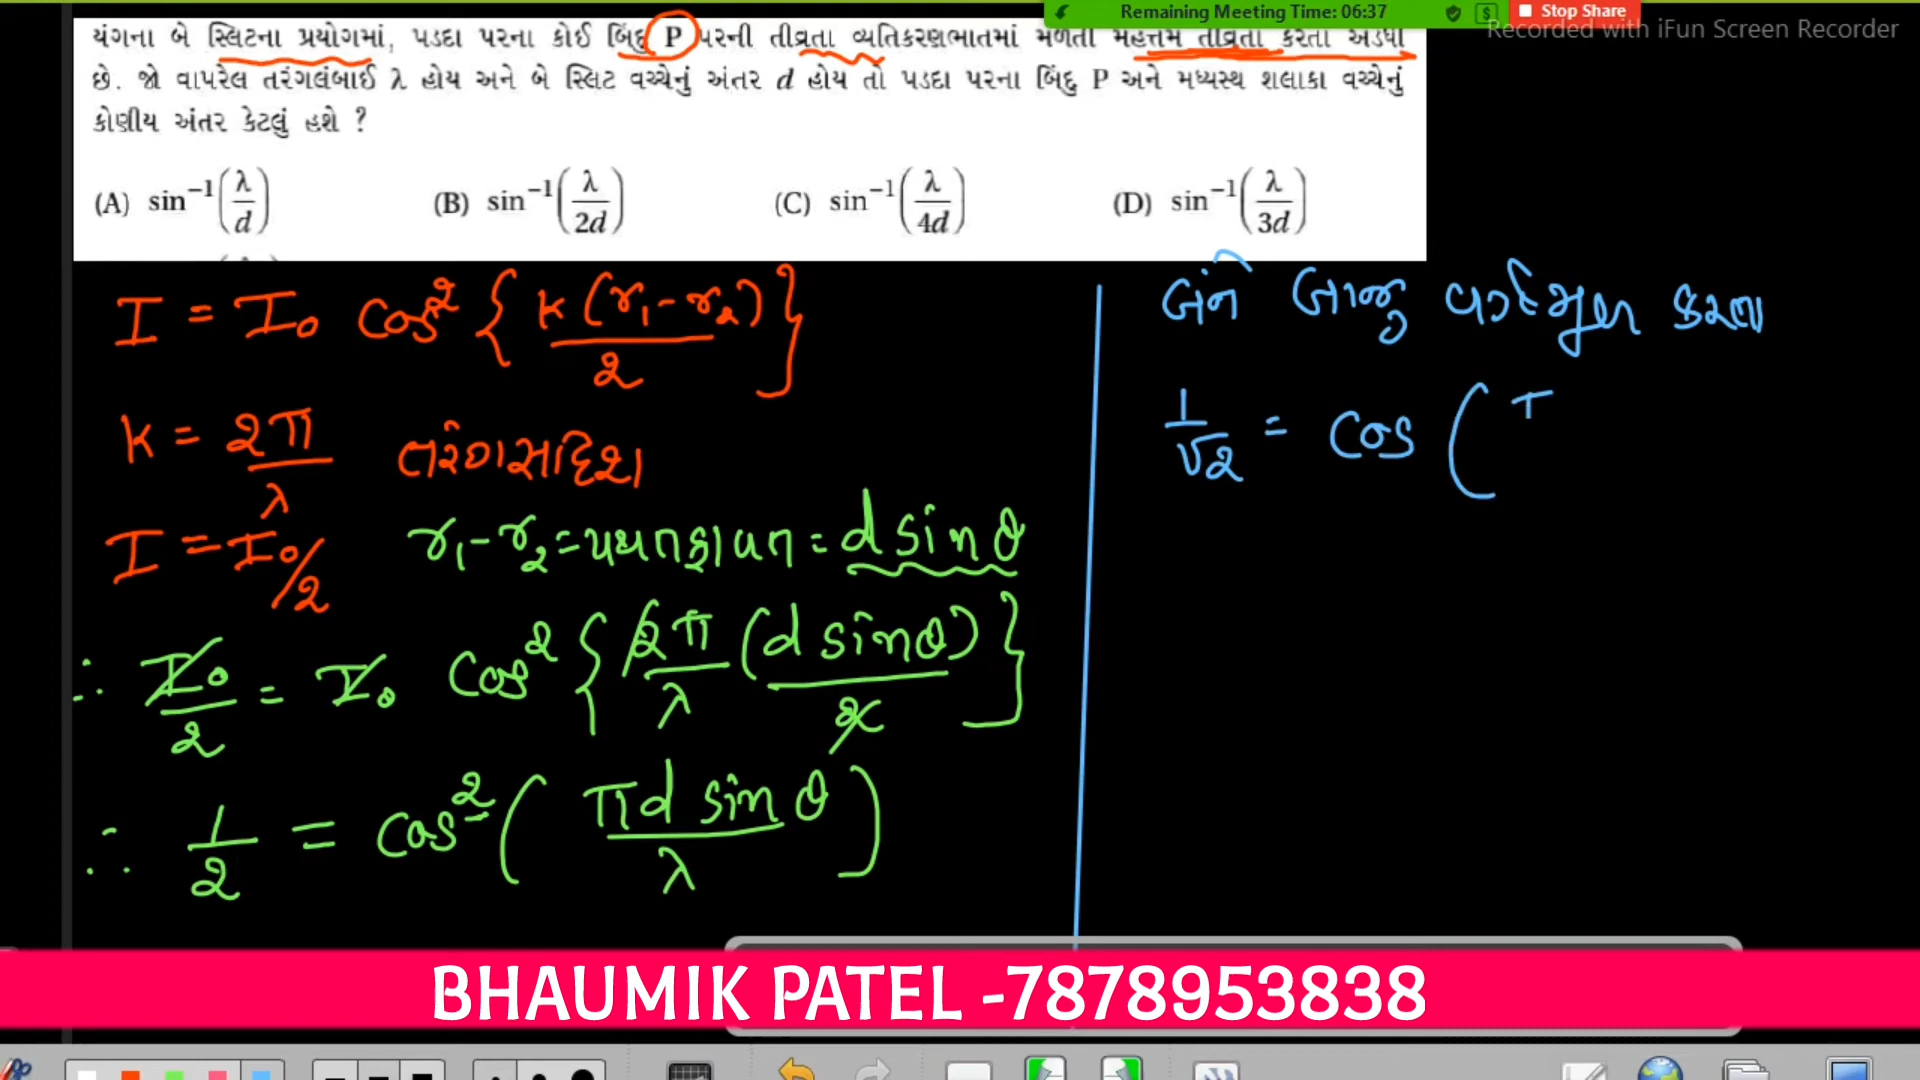 Remaining Meeting Time: 06:37
Stop Share
Recorded with iFun Screen Recorder
યંગના બે સ્લિટના પ્રયોગમાં, પડદા પરના કોઈ બિંદુ P પરની તીવ્રતા વ્યતિકરણભાતમાં મળતી મહત્તમ તીવ્રતા કરતાં અડધી
છે. જો વાપરેલ તરંગલંબાઈ λ હોય અને બે સ્લિટ વચ્ચેનું અંતર d હોય તો પડદા પરના બિંદુ P અને મધ્યસ્થ શલાકા વચ્ચેનું
કોણીય અંતર કેટલું હશે ?
(A) sin⁻¹(λ/d) (B) sin⁻¹(λ/2d) (C) sin⁻¹(λ/4d) (D) sin⁻¹(λ/3d)
I = I₀ cos² { k (r₁ - r₂) / 2 }
k = 2π / λ તરંગસદિશ
I = I₀/2 r₁ - r₂ = પથતફાવત = d sin θ
∴ I₀/2 = I₀ cos² { 2π/λ (d sin θ) / 2 }
∴ 1/2 = cos² ( πd sin θ / λ )
બંને બાજુ વર્ગમૂળ કરતા
1/√2 = cos (
BHAUMIK PATEL -7878953838